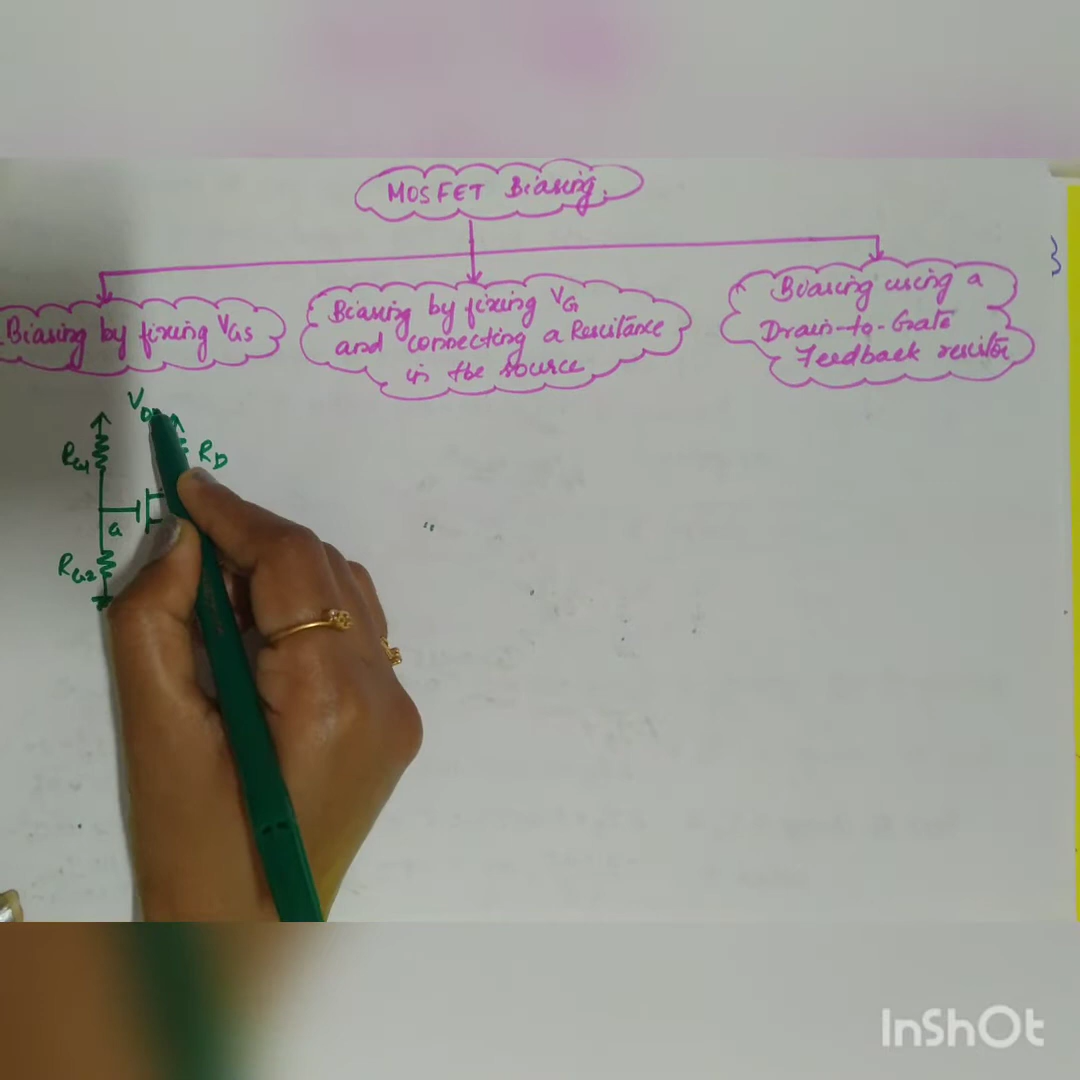 MOSFET Biasing.
Biasing by fixing VGS
Biasing by fixing VG
and connecting a Resistance
in the source
Biasing using a
Drain-to-Gate
Feedback resistor
VD
RG1
RD
G
RG2
InShOt